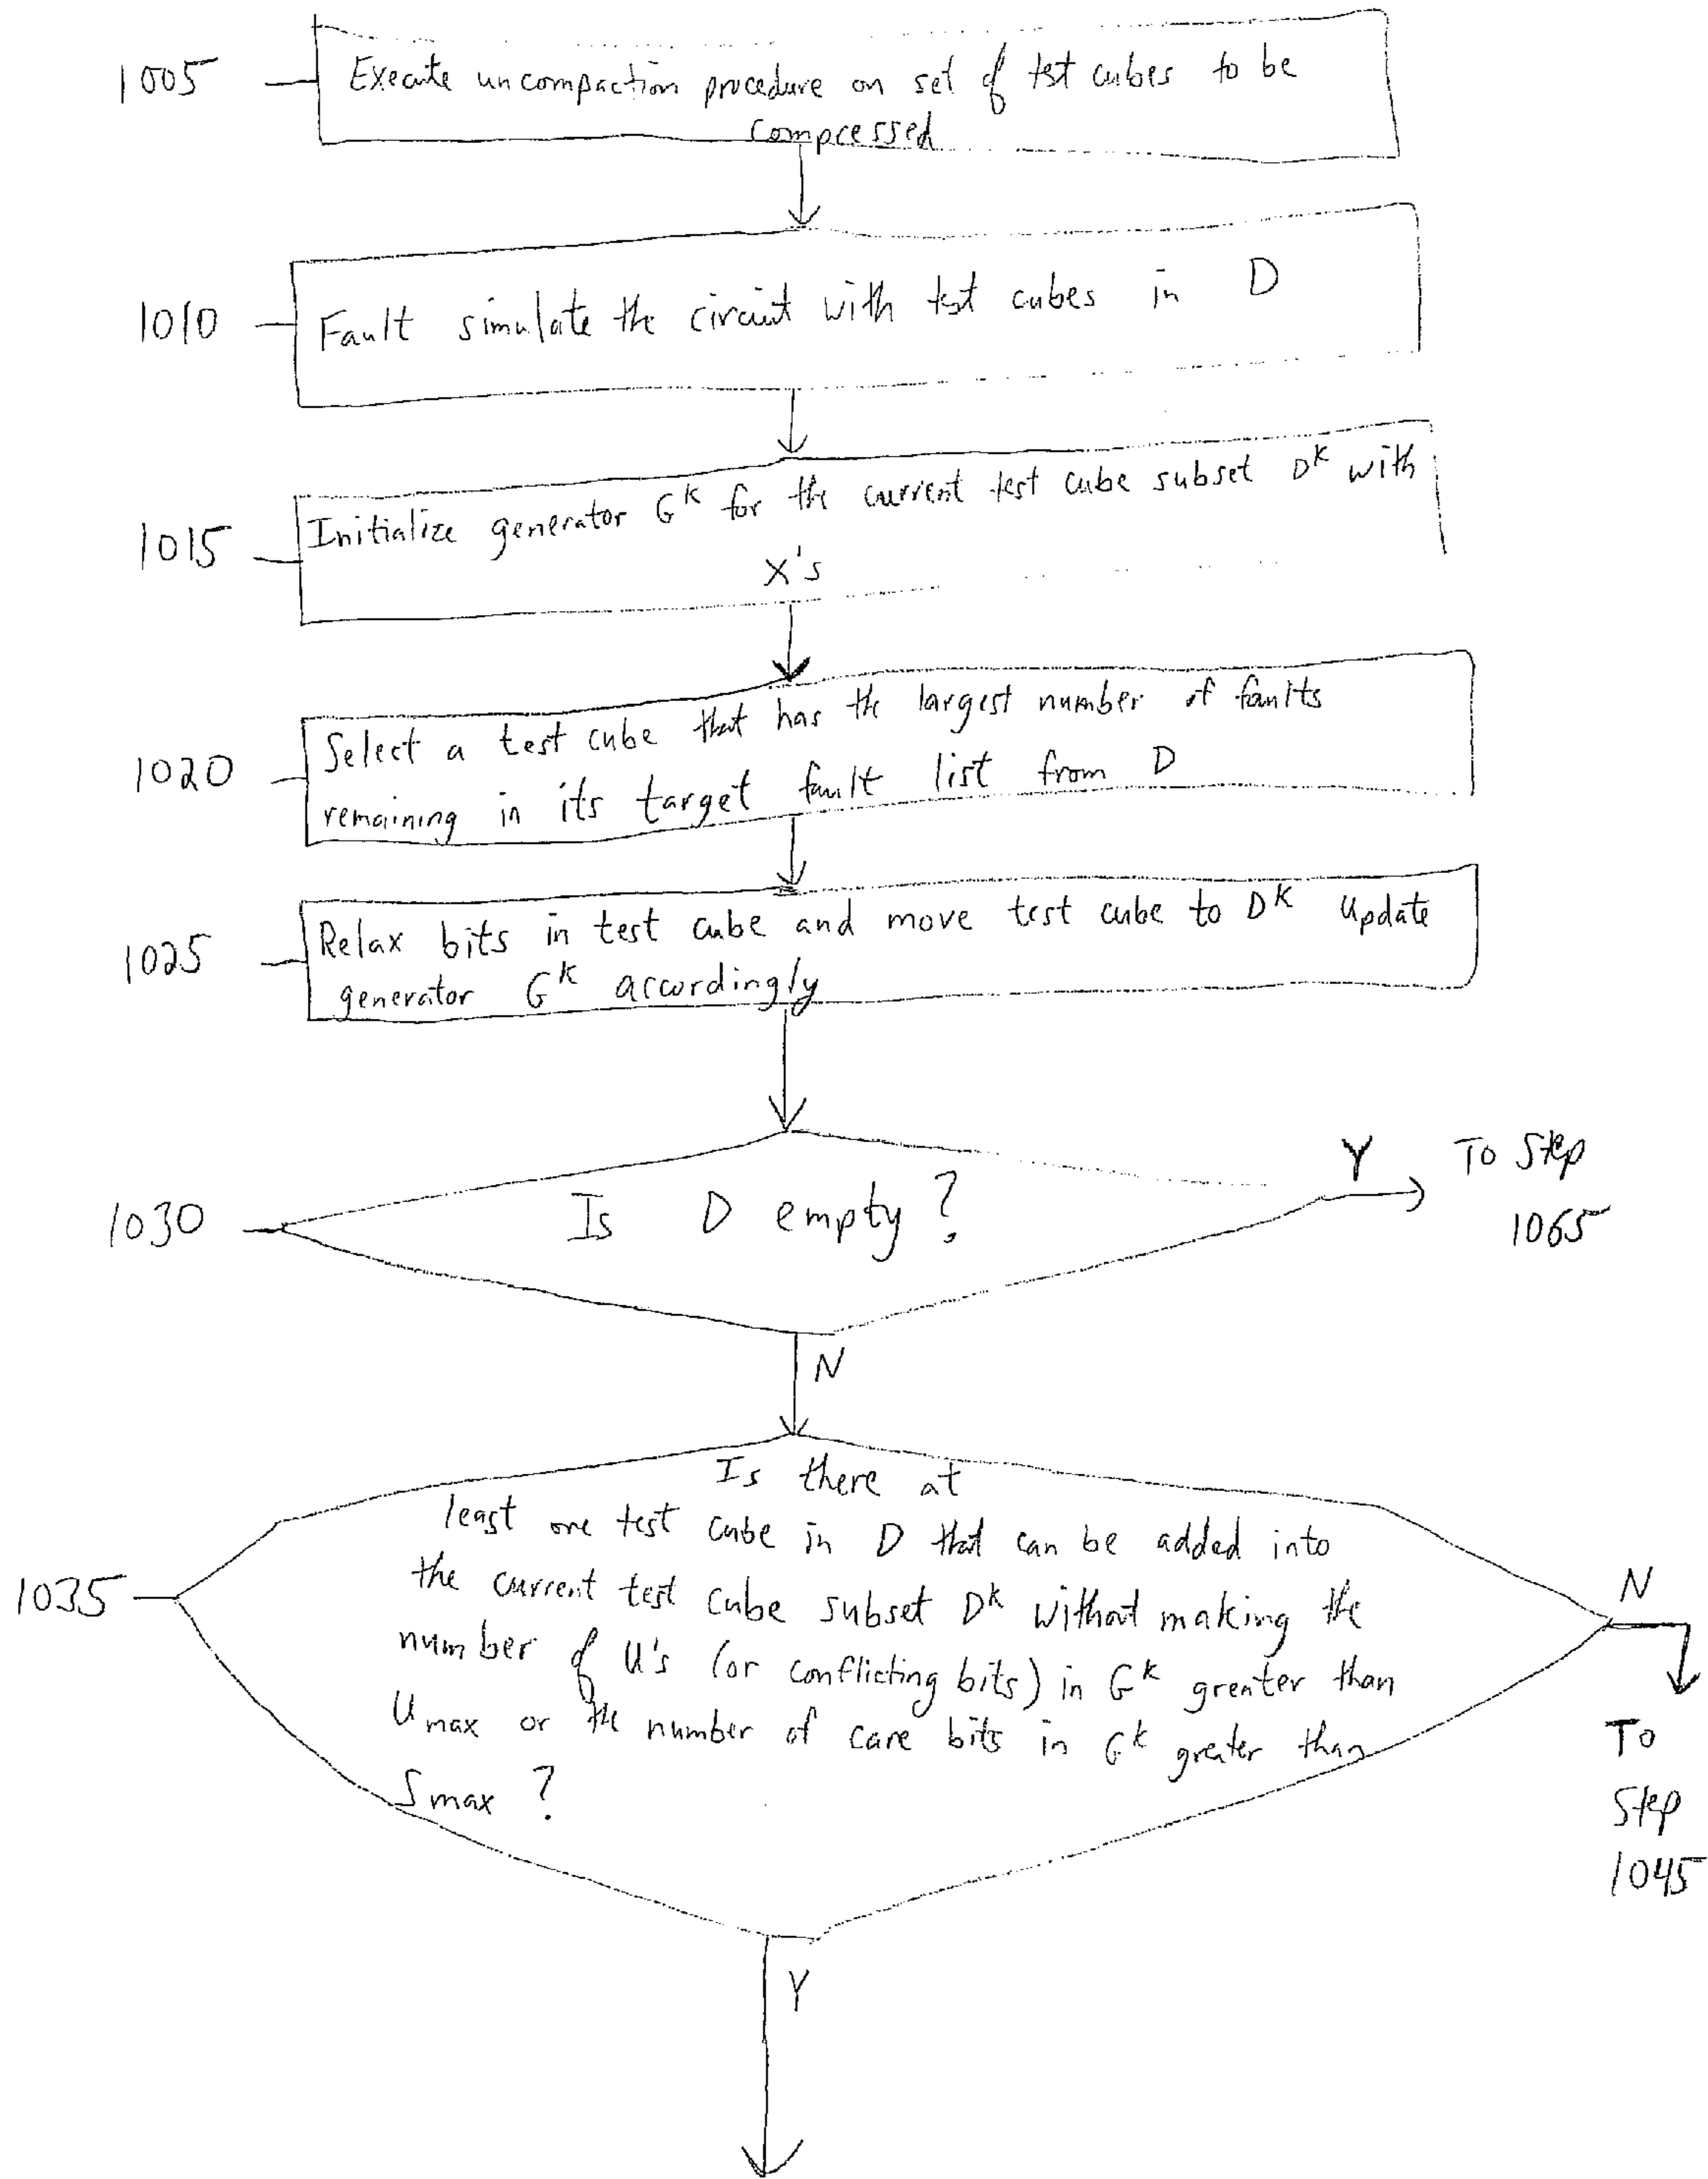 1005
Execute uncompaction procedure on set of test cubes to be
compressed
1010
Fault simulate the circuit with test cubes in D
1015
Initialize generator G^K for the current test cube subset D^K with
X's
1020
Select a test cube that has the largest number of faults
remaining in its target fault list from D
1025
Relax bits in test cube and move test cube to D^K Update
generator G^K accordingly
1030
Is D empty?
Y
To Step
1065
N
1035
Is there at
least one test cube in D that can be added into
the current test cube subset D^K without making the
number of U's (or conflicting bits) in G^K greater than
Umax or the number of care bits in G^K greater than
Smax ?
N
To
Step
1045
Y